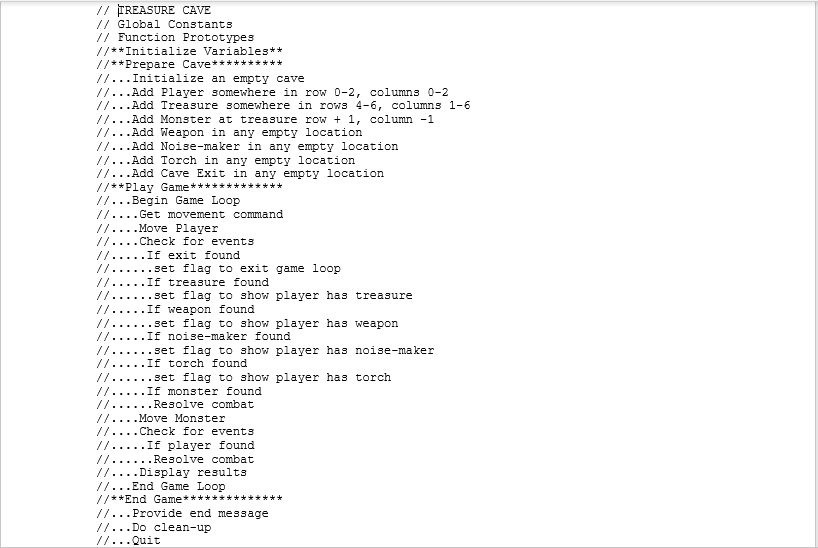 // TREASURE CAVE
// Global Constants
// Function Prototypes
//**Initialize Variables**
//**Prepare Cave**********
//...Initialize an empty cave
//...Add Player somewhere in row 0-2, columns 0-2
//...Add Treasure somewhere in rows 4-6, columns 1-6
//...Add Monster at treasure row + 1, column -1
//...Add Weapon in any empty location
//...Add Noise-maker in any empty location
//...Add Torch in any empty location
//...Add Cave Exit in any empty location
//**Play Game*************
//...Begin Game Loop
//....Get movement command
//....Move Player
//....Check for events
//.....If exit found
//......set flag to exit game loop
//.....If treasure found
//......set flag to show player has treasure
//.....If weapon found
//......set flag to show player has weapon
//.....If noise-maker found
//......set flag to show player has noise-maker
//.....If torch found
//......set flag to show player has torch
//.....If monster found
//......Resolve combat
//....Move Monster
//....Check for events
//.....If player found
//......Resolve combat
//....Display results
//...End Game Loop
//**End Game**************
//...Provide end message
//...Do clean-up
//...Quit